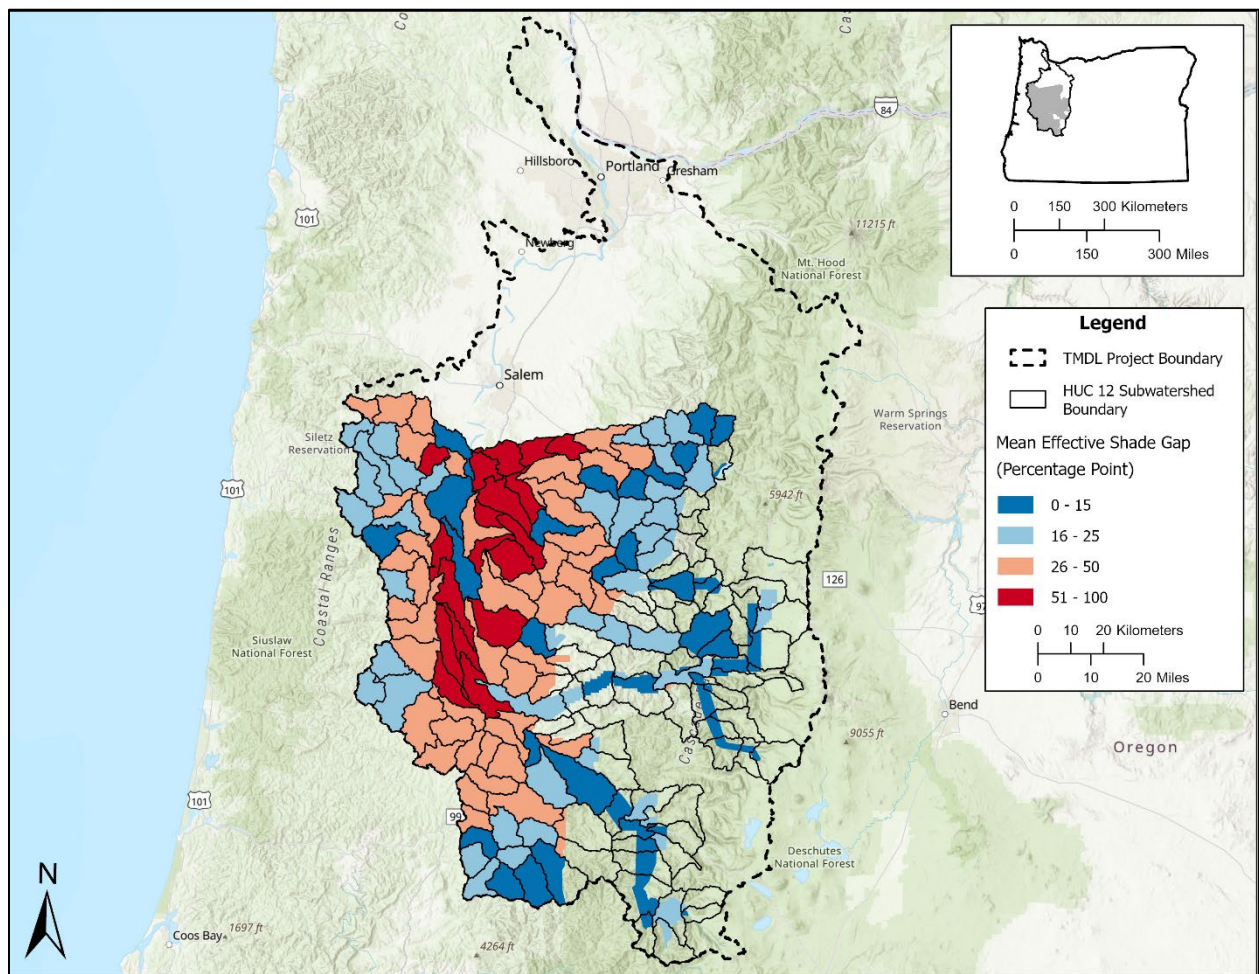 Co
Cas
84
Hillsboro
Portland
Gresham
101
Newberg
11215 ft
Mt. Hood
National Forest
Salem
Siletz
Reservation
Warm Springs
Reservation
101
5942 ft
Coastal Ranges
126
97
Siuslaw
National Forest
Bend
Cascade
9055 ft
Oregon
101
99
Deschutes
National Forest
N
1697 ft
Coos Bay
4264 ft
0 150 300 Kilometers
0 150 300 Miles
Legend
TMDL Project Boundary
HUC 12 Subwatershed
Boundary
Mean Effective Shade Gap
(Percentage Point)
0 - 15
16 - 25
26 - 50
51 - 100
0 10 20 Kilometers
0 10 20 Miles